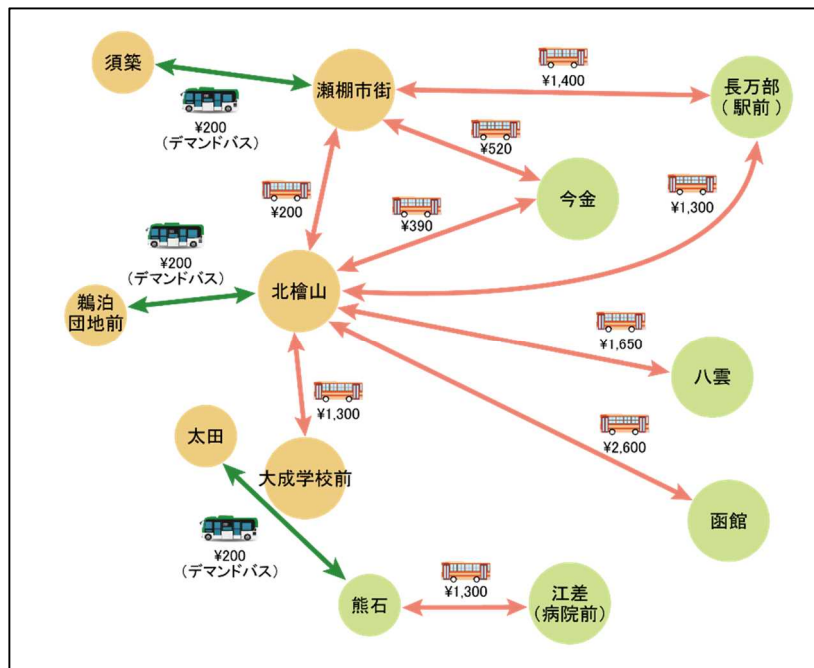 須築
瀬棚市街
長万部
(駅前)
¥1,400
¥200
(デマンドバス)
¥520
今金
¥200
¥390
¥1,300
¥200
(デマンドバス)
北檜山
鵜泊
団地前
¥1,650
八雲
¥1,300
太田
大成学校前
¥2,600
函館
¥200
(デマンドバス)
熊石
¥1,300
江差
(病院前)